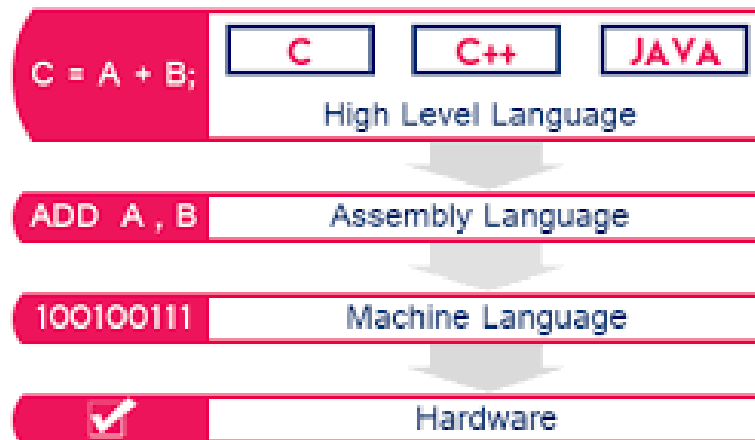 C = A + B;
C C++ JAVA
High Level Language
ADD A , B
Assembly Language
100100111
Machine Language
Hardware